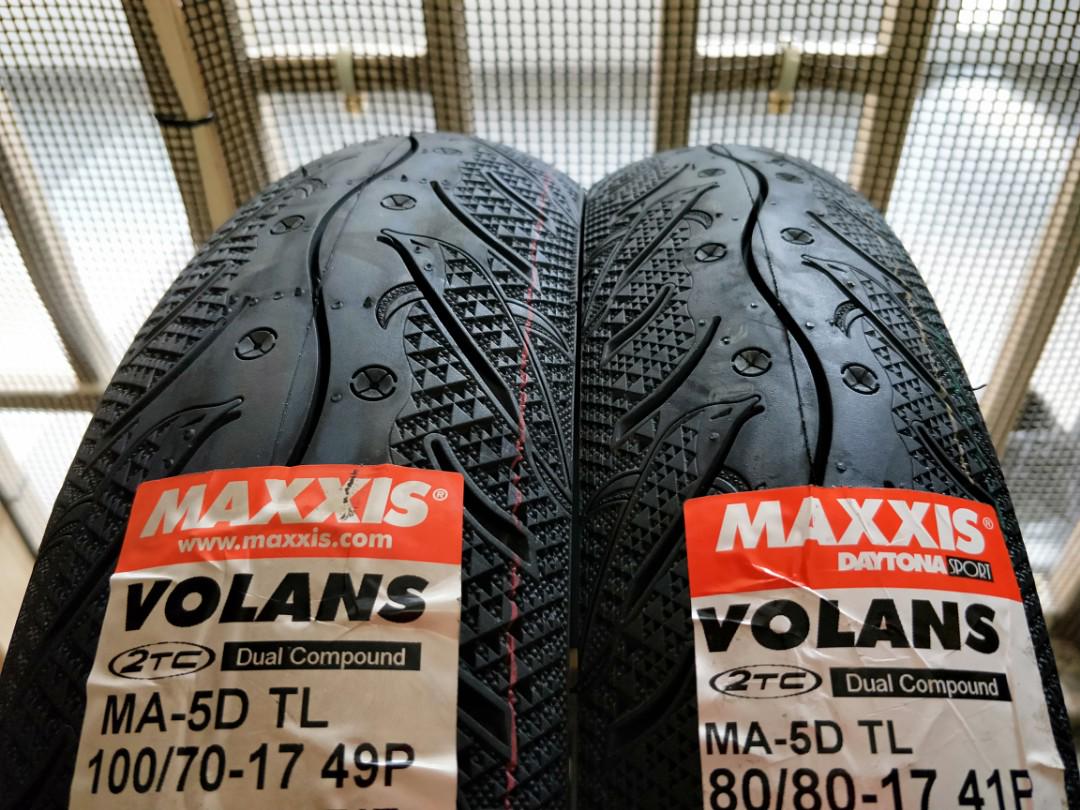 MAXXIS®
www.maxxis.com
VOLANS
2TC Dual Compound
MA-5D TL
100/70-17 49P
MAXXIS®
DAYTONA SPORT
VOLANS
2TC Dual Compound
MA-5D TL
80/80-17 41P